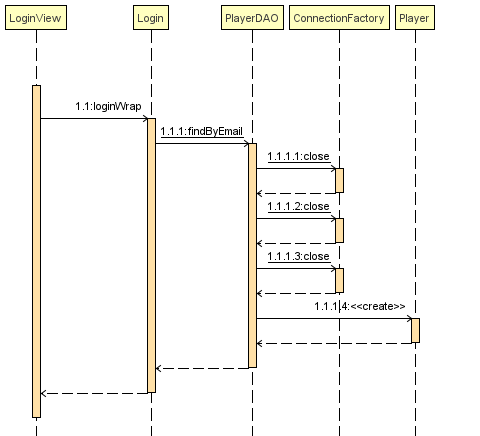 LoginView Login PlayerDAO ConnectionFactory Player
1.1:loginWrap
1.1.1:findByEmail
1.1.1.1:close
1.1.1.2:close
1.1.1.3:close
1.1.1.4:<<create>>